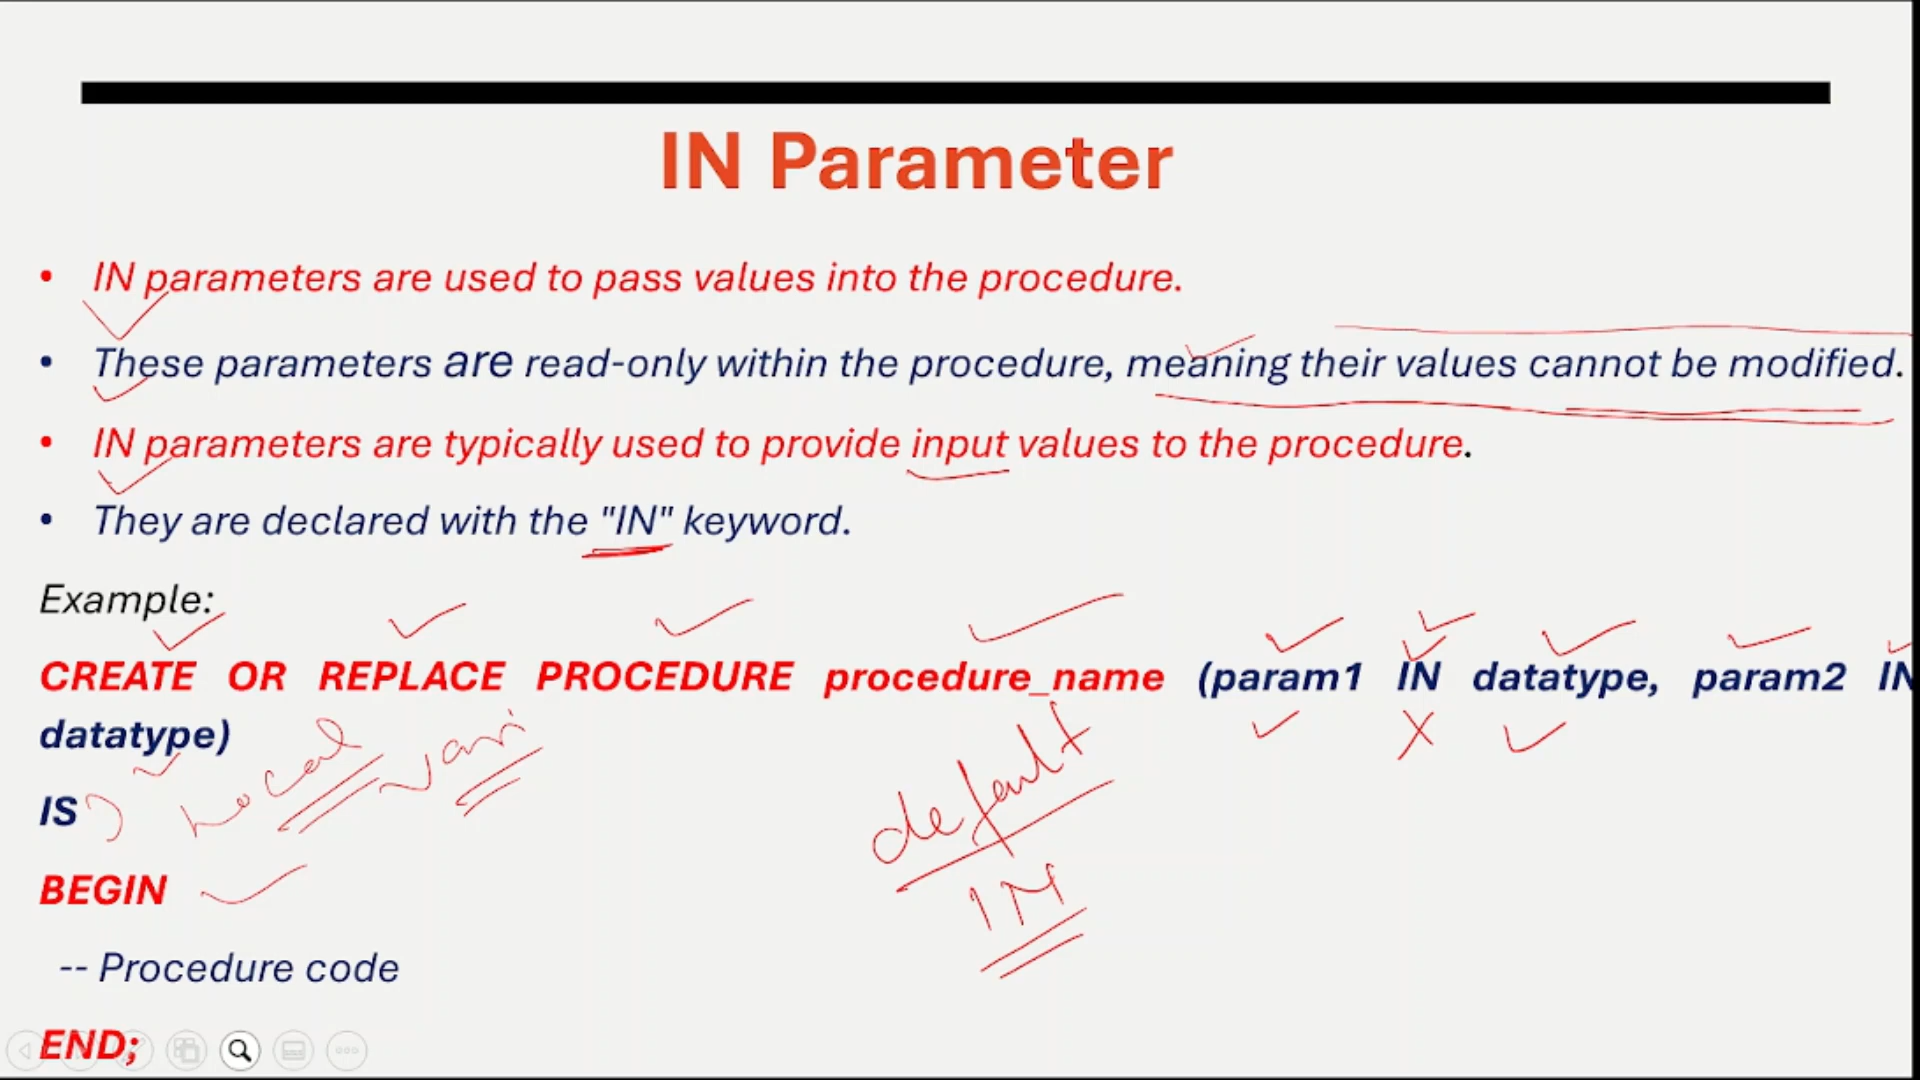 IN Parameter
• IN parameters are used to pass values into the procedure.
• These parameters are read-only within the procedure, meaning their values cannot be modified.
• IN parameters are typically used to provide input values to the procedure.
• They are declared with the "IN" keyword.
Example:
CREATE OR REPLACE PROCEDURE procedure_name (param1 IN datatype, param2 IN
datatype)
Local vari
default
IS
IN
BEGIN
-- Procedure code
END;